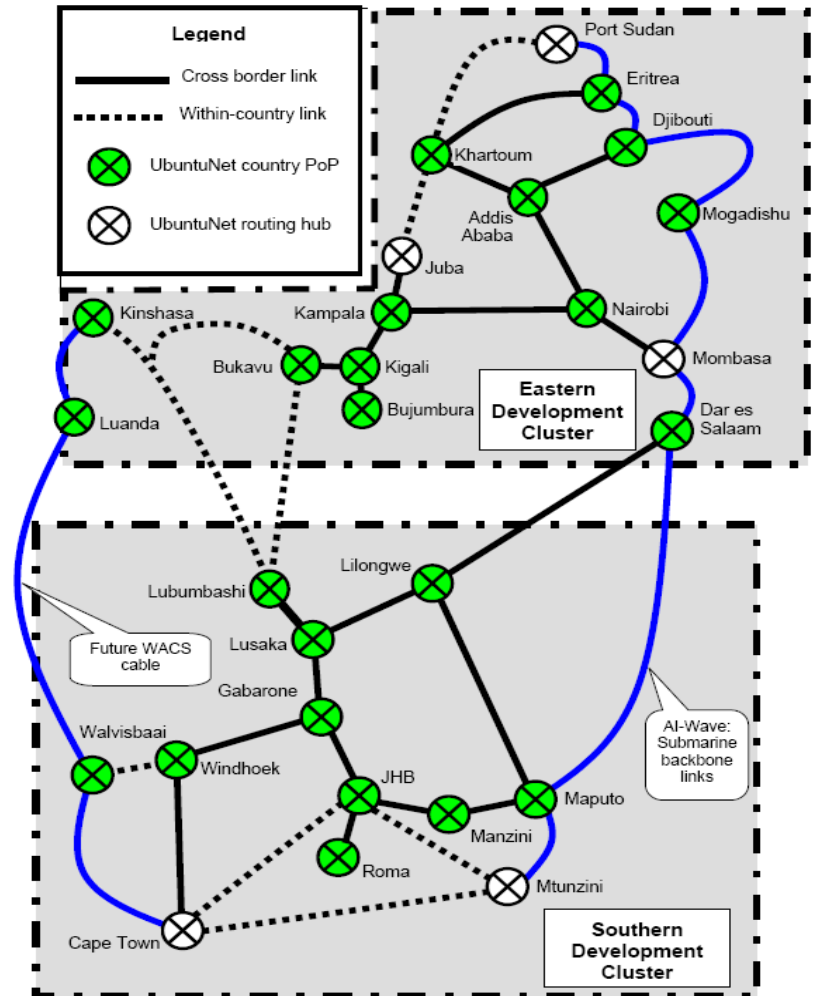 Legend
Cross border link
Within-country link
UbuntuNet country PoP
UbuntuNet routing hub
Port Sudan
Eritrea
Djibouti
Khartoum
Addis
Ababa
Mogadishu
Juba
Kinshasa
Kampala
Nairobi
Bukavu
Kigali
Mombasa
Bujumbura
Eastern
Development
Cluster
Luanda
Dar es
Salaam
Lilongwe
Lubumbashi
Lusaka
Future WACS
cable
Gabarone
Walvisbaai
Windhoek
AI-Wave:
Submarine
backbone
links
JHB
Maputo
Manzini
Roma
Mtunzini
Cape Town
Southern
Development
Cluster